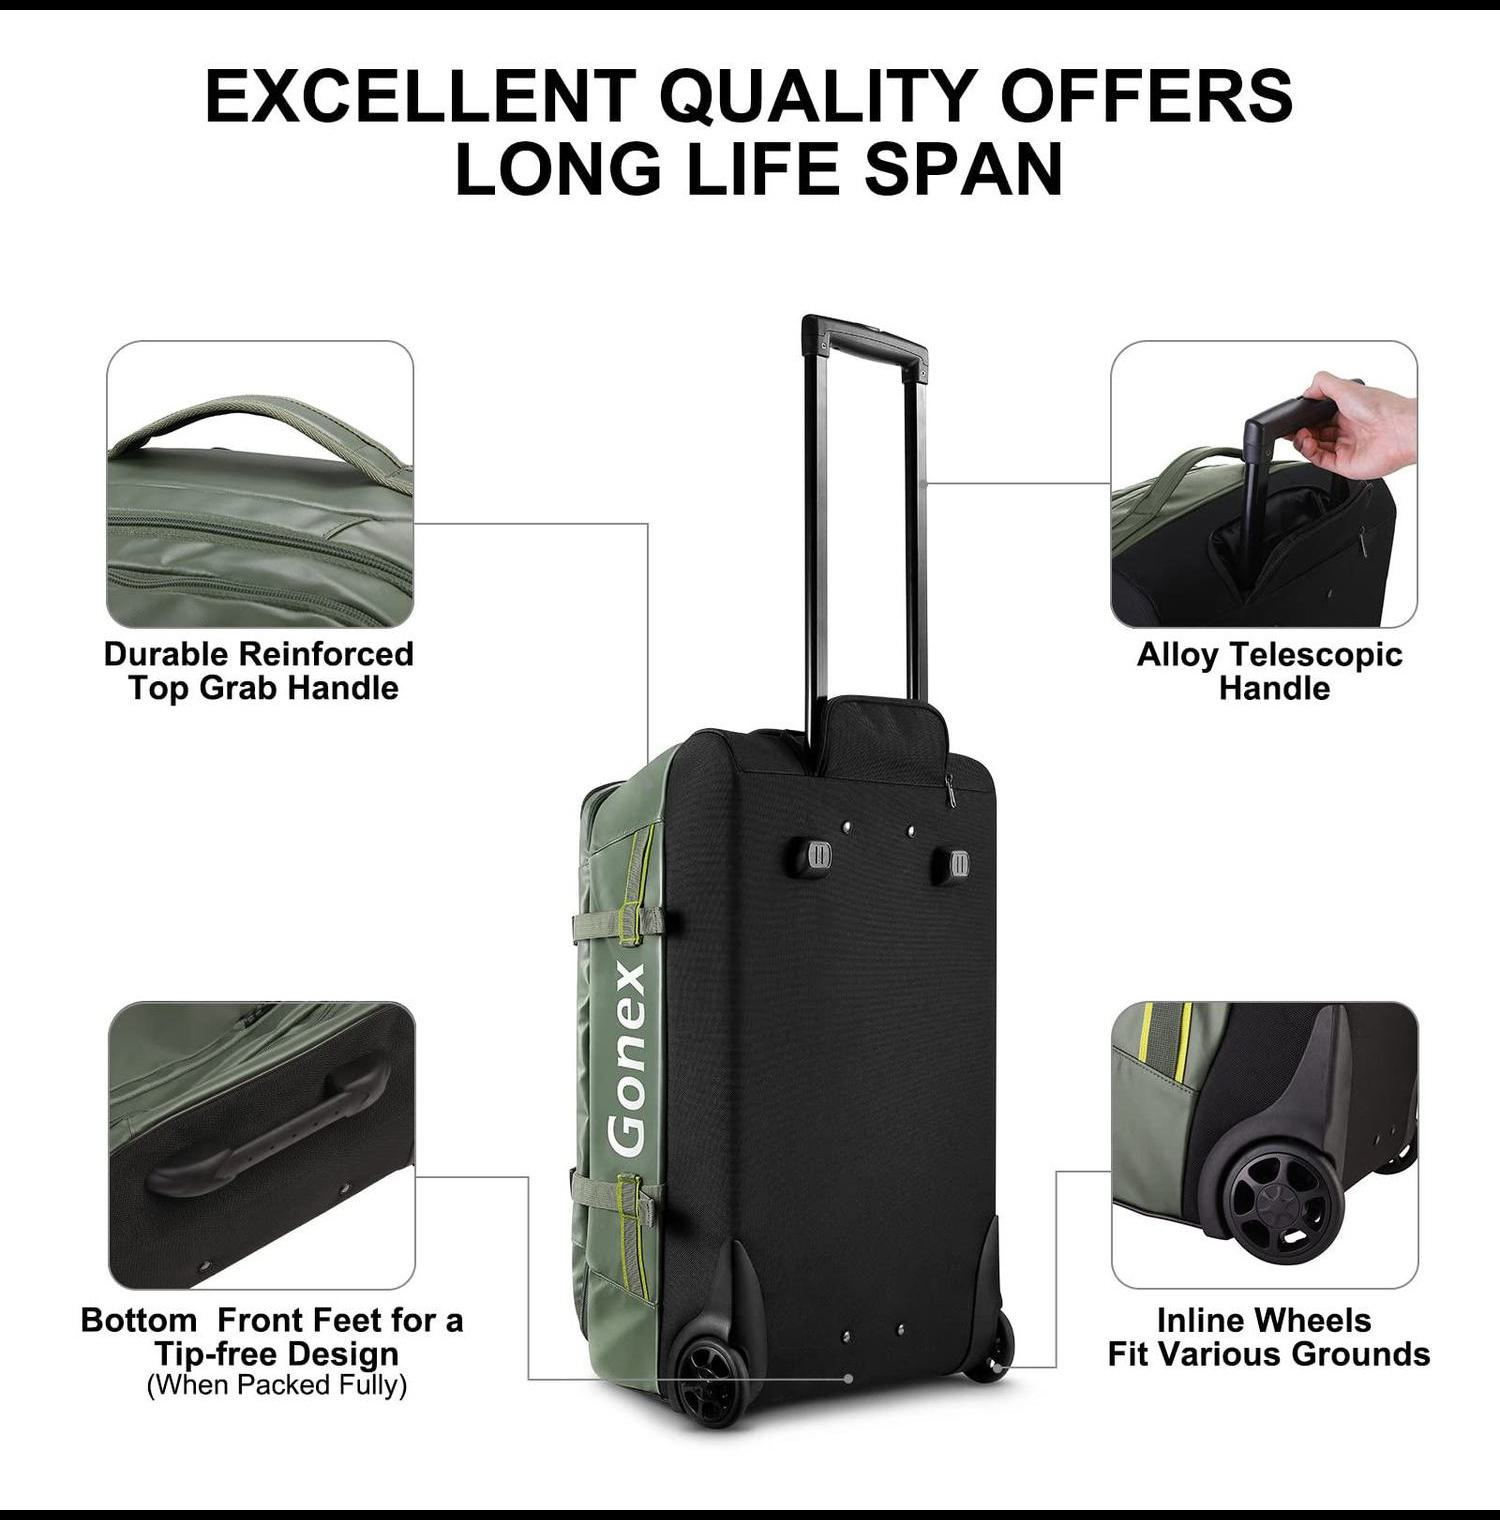 EXCELLENT QUALITY OFFERS
LONG LIFE SPAN
Durable Reinforced
Top Grab Handle
Alloy Telescopic
Handle
Gonex
Bottom Front Feet for a
Tip-free Design
(When Packed Fully)
Inline Wheels
Fit Various Grounds